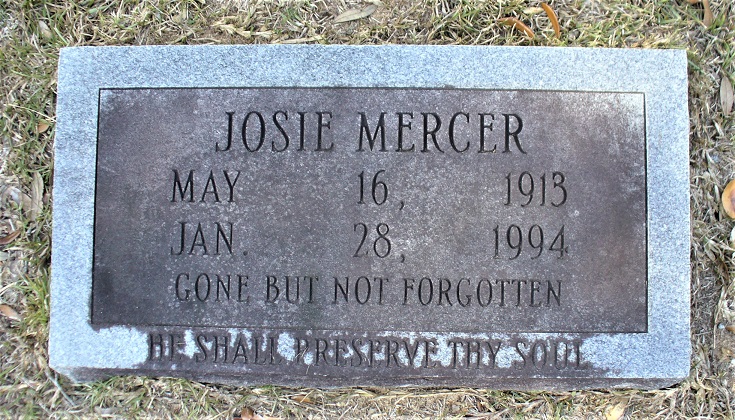 JOSIE MERCER
MAY 16, 1913
JAN. 28, 1994
GONE BUT NOT FORGOTTEN
HE SHALL PRESERVE THY SOUL